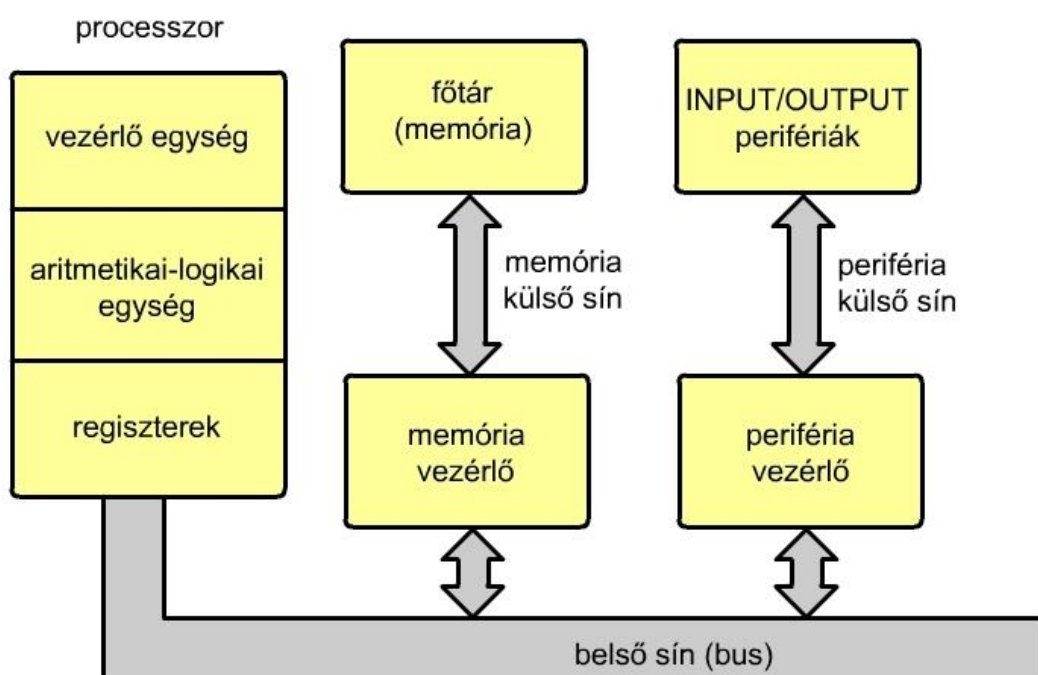 processzor
vezérlő egység
aritmetikai-logikai
egység
regiszterek
főtár
(memória)
INPUT/OUTPUT
perifériák
memória
külső sín
periféria
külső sín
memória
vezérlő
periféria
vezérlő
belső sín (bus)